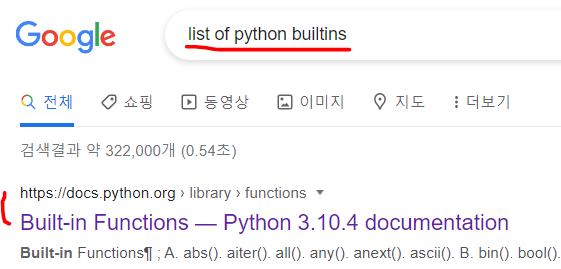 Google
list of python builtins
전체 쇼핑 동영상 이미지 지도 더보기
검색결과 약 322,000개 (0.54초)
https://docs.python.org › library › functions
Built-in Functions — Python 3.10.4 documentation
Built-in Functions¶ ; A. abs(). aiter(). all(). any(). anext(). ascii(). B. bin(). bool().